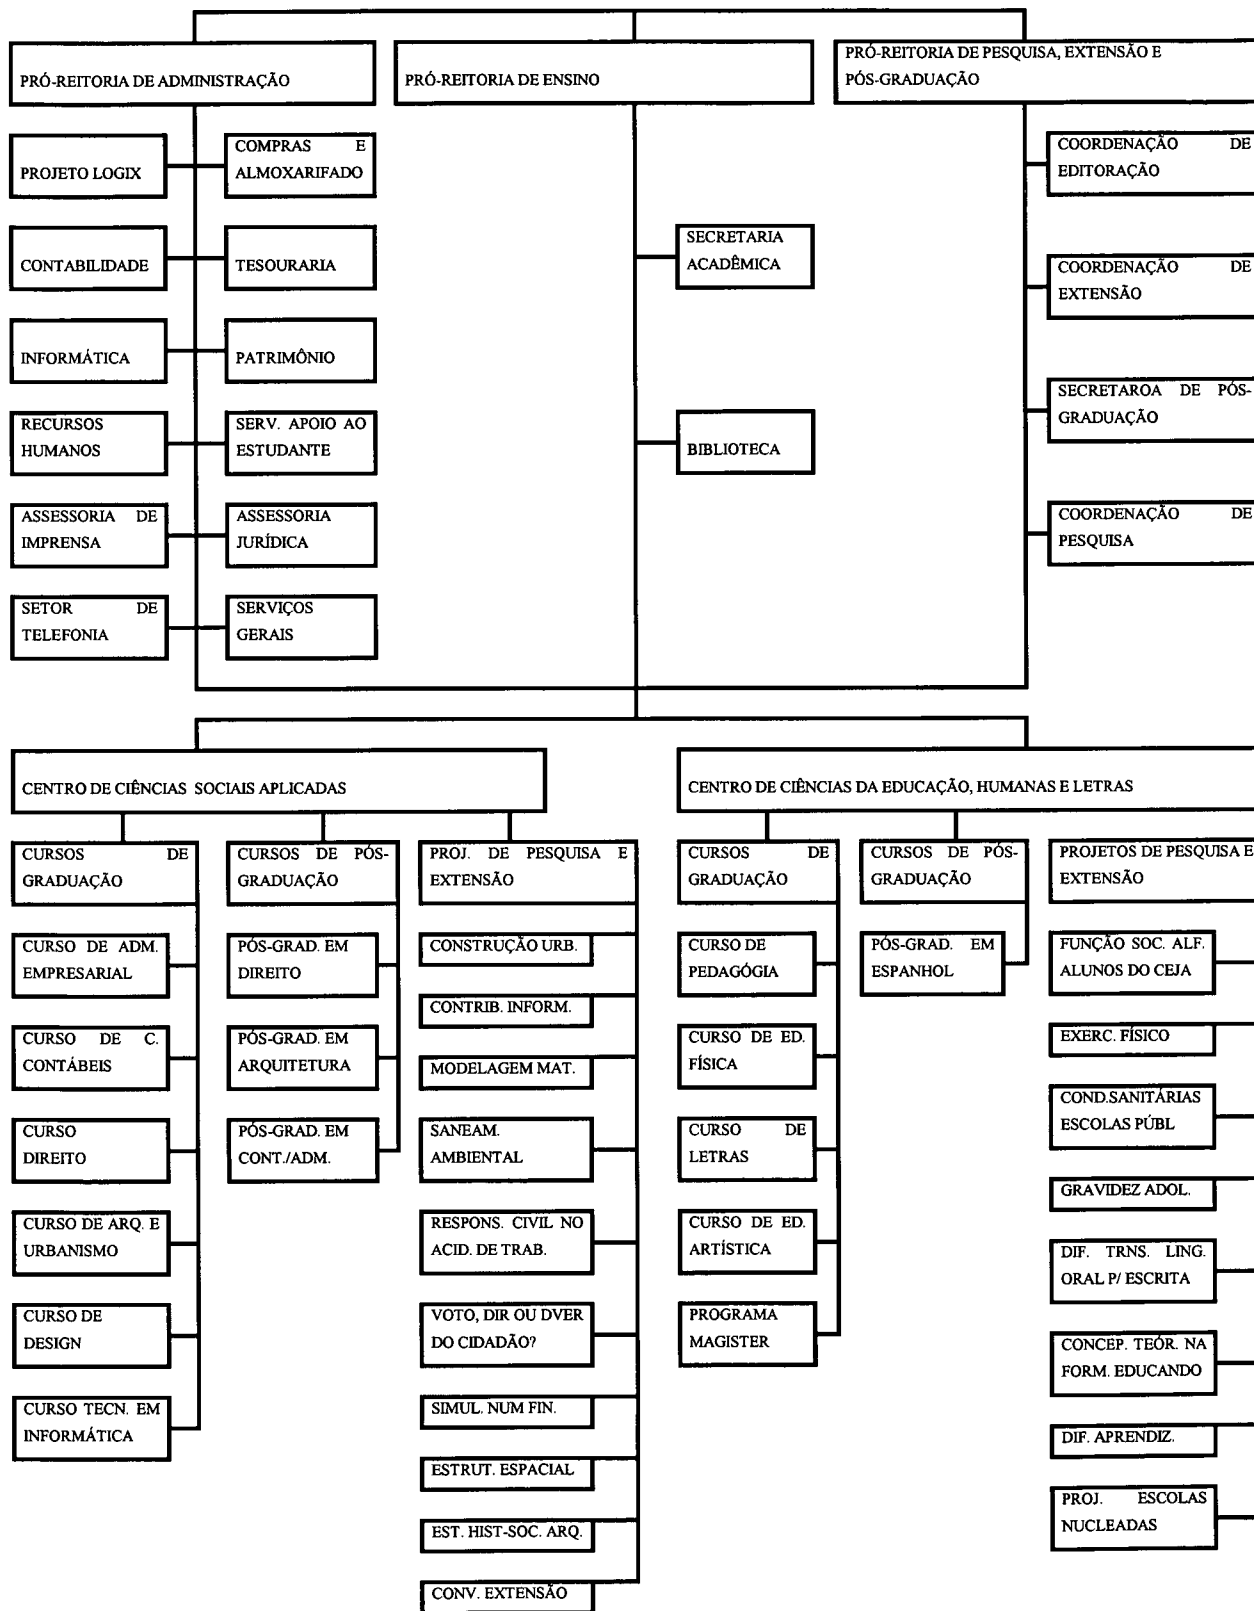 PRÓ-REITORIA DE ADMINISTRAÇÃO
PRÓ-REITORIA DE ENSINO
PRÓ-REITORIA DE PESQUISA, EXTENSÃO E
PÓS-GRADUAÇÃO
PROJETO LOGIX
COMPRAS E
ALMOXARIFADO
CONTABILIDADE
TESOURARIA
INFORMÁTICA
PATRIMÔNIO
RECURSOS
HUMANOS
SERV. APOIO AO
ESTUDANTE
ASSESSORIA DE
IMPRENSA
ASSESSORIA
JURÍDICA
SETOR DE
TELEFONIA
SERVIÇOS
GERAIS
SECRETARIA
ACADÊMICA
BIBLIOTECA
COORDENAÇÃO DE
EDITORAÇÃO
COORDENAÇÃO DE
EXTENSÃO
SECRETAROA DE PÓS-
GRADUAÇÃO
COORDENAÇÃO DE
PESQUISA
CENTRO DE CIÊNCIAS SOCIAIS APLICADAS
CURSOS DE
GRADUAÇÃO
CURSO DE ADM.
EMPRESARIAL
CURSO DE C.
CONTÁBEIS
CURSO
DIREITO
CURSO DE ARQ. E
URBANISMO
CURSO DE
DESIGN
CURSO TECN. EM
INFORMÁTICA
CURSOS DE PÓS-
GRADUAÇÃO
PÓS-GRAD. EM
DIREITO
PÓS-GRAD. EM
ARQUITETURA
PÓS-GRAD. EM
CONT./ADM.
PROJ. DE PESQUISA E
EXTENSÃO
CONSTRUÇÃO URB.
CONTRIB. INFORM.
MODELAGEM MAT.
SANEAM.
AMBIENTAL
RESPONS. CIVIL NO
ACID. DE TRAB.
VOTO, DIR OU DVER
DO CIDADÃO?
SIMUL. NUM FIN.
ESTRUT. ESPACIAL
EST. HIST-SOC. ARQ.
CONV. EXTENSÃO
CENTRO DE CIÊNCIAS DA EDUCAÇÃO, HUMANAS E LETRAS
CURSOS DE
GRADUAÇÃO
CURSO DE
PEDAGÓGIA
CURSO DE ED.
FÍSICA
CURSO DE
LETRAS
CURSO DE ED.
ARTÍSTICA
PROGRAMA
MAGISTER
CURSOS DE PÓS-
GRADUAÇÃO
PÓS-GRAD. EM
ESPANHOL
PROJETOS DE PESQUISA E
EXTENSÃO
FUNÇÃO SOC. ALF.
ALUNOS DO CEJA
EXERC. FÍSICO
COND.SANITÁRIAS
ESCOLAS PÚBL
GRAVIDEZ ADOL.
DIF. TRNS. LING.
ORAL P/ ESCRITA
CONCEP. TEÓR. NA
FORM. EDUCANDO
DIF. APRENDIZ.
PROJ. ESCOLAS
NUCLEADAS